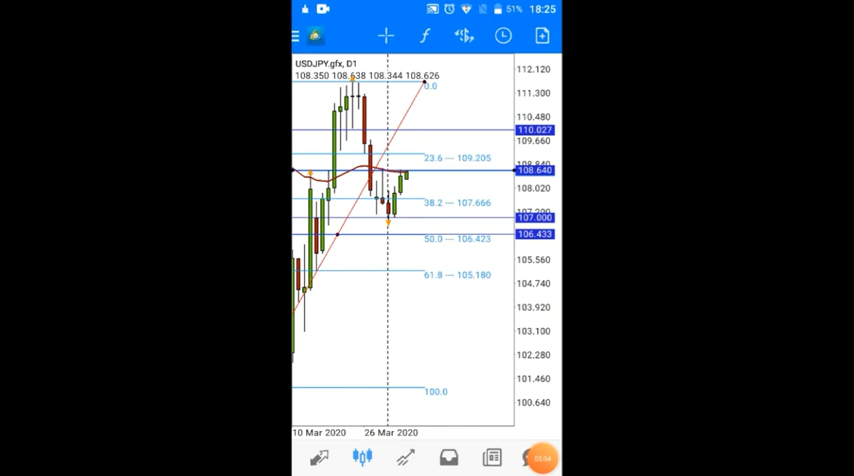 51% 18:25
f
USDJPY.gfx, D1
108.350 108.638 108.344 108.626
0.0
112.120
111.300
110.480
110.027
109.660
23.6 --- 109.205
108.640
108.020
38.2 --- 107.666
107.000
106.433
50.0 --- 106.423
105.560
61.8 --- 105.180
104.740
103.920
103.100
102.280
101.460
100.0
100.640
10 Mar 2020 26 Mar 2020